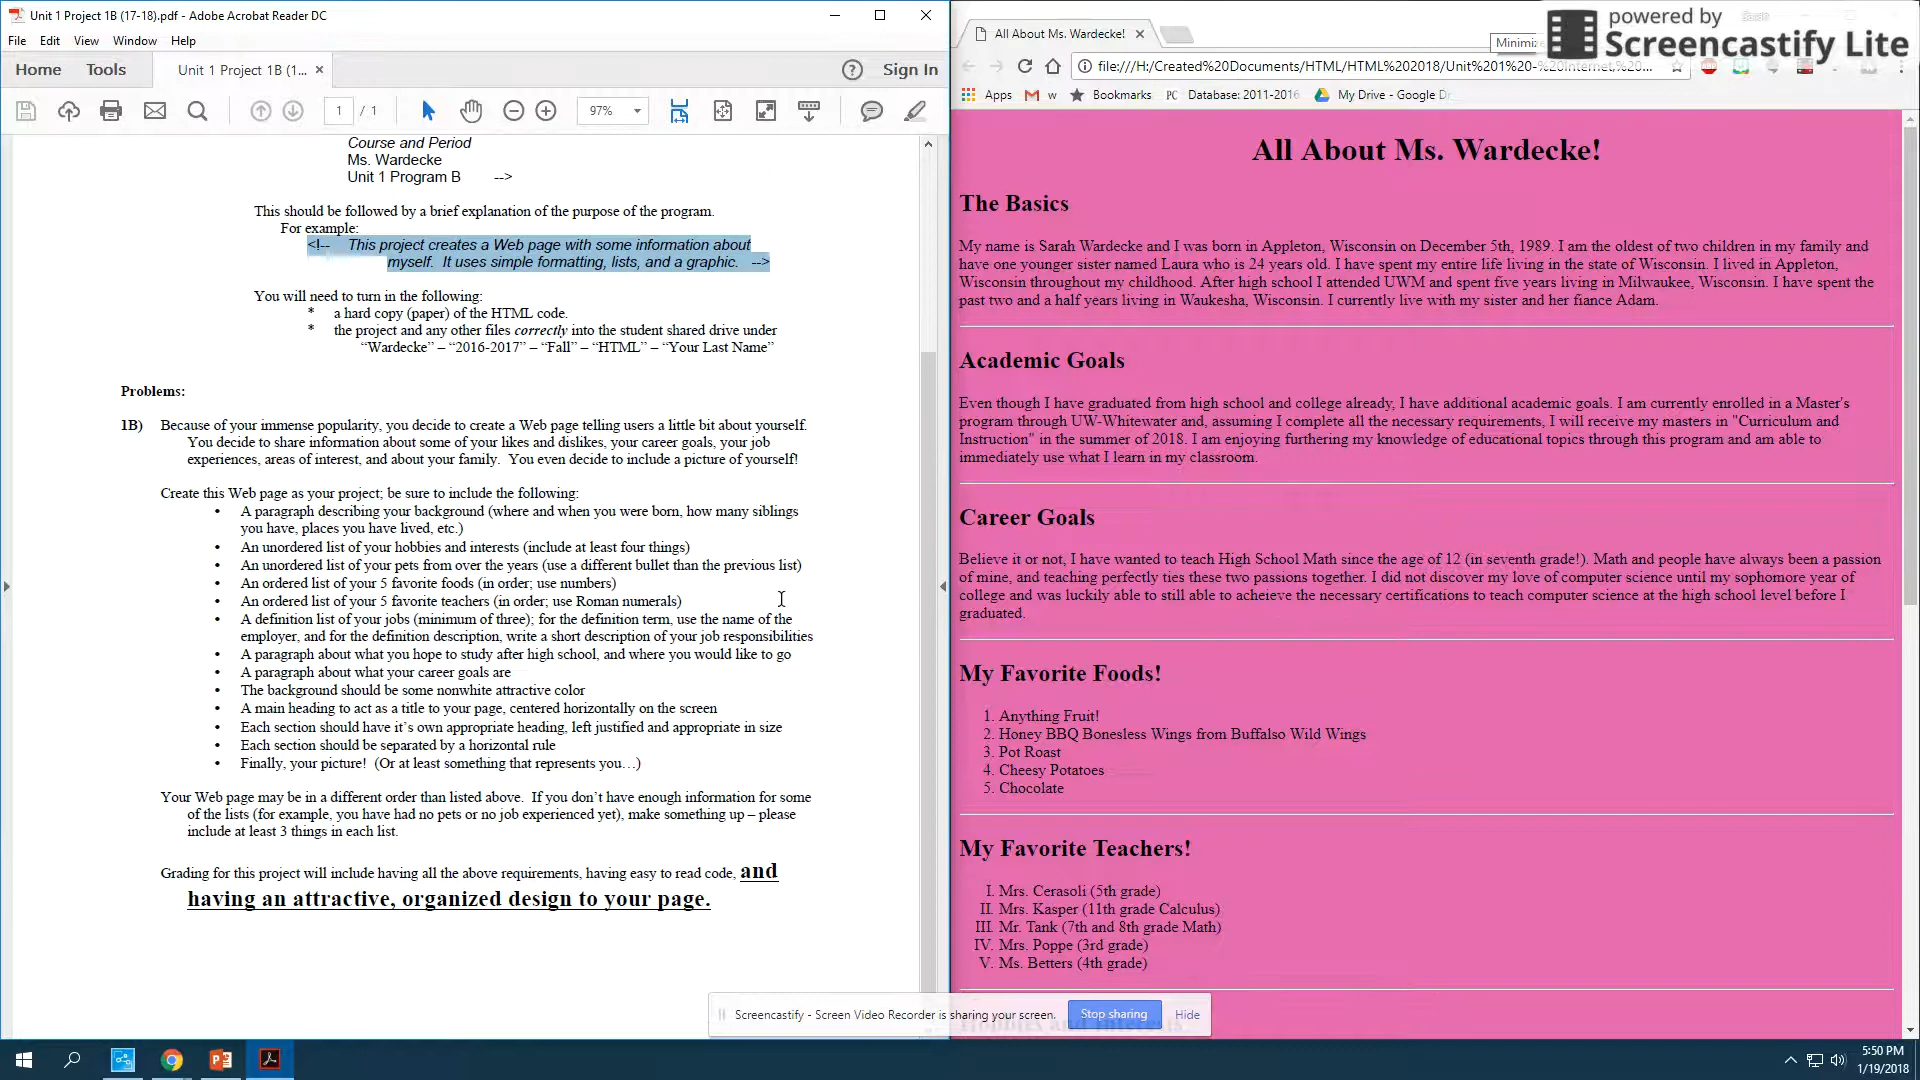 Unit 1 Project 1B (17-18).pdf - Adobe Acrobat Reader DC
File Edit View Window Help
Home Tools Unit 1 Project 1B (1... × Sign In
1 / 1 97%
Course and Period
Ms. Wardecke
Unit 1 Program B -->
This should be followed by a brief explanation of the purpose of the program.
For example:
<!-- This project creates a Web page with some information about
myself. It uses simple formatting, lists, and a graphic. -->
You will need to turn in the following:
* a hard copy (paper) of the HTML code.
* the project and any other files correctly into the student shared drive under
“Wardecke” – “2016-2017” – “Fall” – “HTML” – “Your Last Name”
Problems:
1B) Because of your immense popularity, you decide to create a Web page telling users a little bit about yourself.
You decide to share information about some of your likes and dislikes, your career goals, your job
experiences, areas of interest, and about your family. You even decide to include a picture of yourself!
Create this Web page as your project; be sure to include the following:
• A paragraph describing your background (where and when you were born, how many siblings
you have, places you have lived, etc.)
• An unordered list of your hobbies and interests (include at least four things)
• An unordered list of your pets from over the years (use a different bullet than the previous list)
• An ordered list of your 5 favorite foods (in order; use numbers)
• An ordered list of your 5 favorite teachers (in order; use Roman numerals)
• A definition list of your jobs (minimum of three); for the definition term, use the name of the
employer, and for the definition description, write a short description of your job responsibilities
• A paragraph about what you hope to study after high school, and where you would like to go
• A paragraph about what your career goals are
• The background should be some nonwhite attractive color
• A main heading to act as a title to your page, centered horizontally on the screen
• Each section should have it’s own appropriate heading, left justified and appropriate in size
• Each section should be separated by a horizontal rule
• Finally, your picture! (Or at least something that represents you…)
Your Web page may be in a different order than listed above. If you don’t have enough information for some
of the lists (for example, you have had no pets or no job experienced yet), make something up – please
include at least 3 things in each list.
Grading for this project will include having all the above requirements, having easy to read code, and
having an attractive, organized design to your page.
All About Ms. Wardecke! ×
powered by
Screencastify Lite
Minimize
file:///H:/Created%20Documents/HTML/HTML%202018/Unit%201%20-%20Internet,%20...
Apps w Bookmarks PC Database: 2011-2016 My Drive - Google Dr
All About Ms. Wardecke!
The Basics
My name is Sarah Wardecke and I was born in Appleton, Wisconsin on December 5th, 1989. I am the oldest of two children in my family and
have one younger sister named Laura who is 24 years old. I have spent my entire life living in the state of Wisconsin. I lived in Appleton,
Wisconsin throughout my childhood. After high school I attended UWM and spent five years living in Milwaukee, Wisconsin. I have spent the
past two and a half years living in Waukesha, Wisconsin. I currently live with my sister and her fiance Adam.
Academic Goals
Even though I have graduated from high school and college already, I have additional academic goals. I am currently enrolled in a Master's
program through UW-Whitewater and, assuming I complete all the necessary requirements, I will receive my masters in "Curriculum and
Instruction" in the summer of 2018. I am enjoying furthering my knowledge of educational topics through this program and am able to
immediately use what I learn in my classroom.
Career Goals
Believe it or not, I have wanted to teach High School Math since the age of 12 (in seventh grade!). Math and people have always been a passion
of mine, and teaching perfectly ties these two passions together. I did not discover my love of computer science until my sophomore year of
college and was luckily able to still able to acheieve the necessary certifications to teach computer science at the high school level before I
graduated.
My Favorite Foods!
1. Anything Fruit!
2. Honey BBQ Bonesless Wings from Buffalso Wild Wings
3. Pot Roast
4. Cheesy Potatoes
5. Chocolate
My Favorite Teachers!
I. Mrs. Cerasoli (5th grade)
II. Mrs. Kasper (11th grade Calculus)
III. Mr. Tank (7th and 8th grade Math)
IV. Mrs. Poppe (3rd grade)
V. Ms. Betters (4th grade)
Hobbies and Interests
Screencastify - Screen Video Recorder is sharing your screen. Stop sharing Hide
5:50 PM
1/19/2018